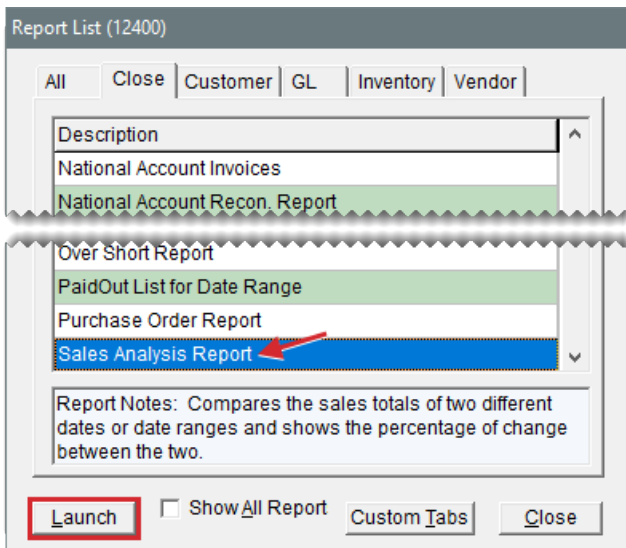 Report List (12400)
All Close Customer GL Inventory Vendor
Description
National Account Invoices
National Account Recon. Report
Over Short Report
PaidOut List for Date Range
Purchase Order Report
Sales Analysis Report
Report Notes: Compares the sales totals of two different
dates or date ranges and shows the percentage of change
between the two.
Launch Show All Report Custom Tabs Close